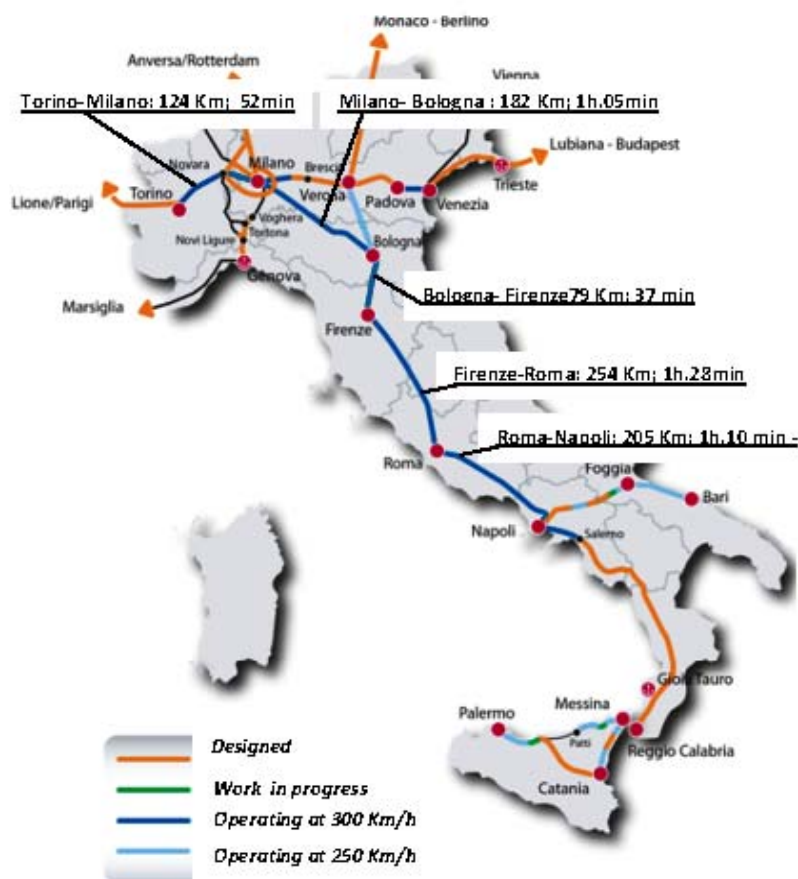 Monaco - Berlino
Anversa/Rotterdam
Vienna
Torino-Milano: 124 Km; 52min
Milano- Bologna : 182 Km; 1h.05min
Lubiana - Budapest
Novara
Milano
Brescia
Trieste
Lione/Parigi
Torino
Verona
Padova
Venezia
Voghera
Tortona
Novi Ligure
Bologna
Genova
Marsiglia
Bologna- Firenze79 Km: 37 min
Firenze
Firenze-Roma: 254 Km; 1h.28min
Roma-Napoli: 205 Km: 1h.10 min -
Roma
Foggia
Bari
Napoli
Salerno
Gioia Tauro
Messina
Palermo
Patti
Reggio Calabria
Catania
Designed
Work in progress
Operating at 300 Km/h
Operating at 250 Km/h